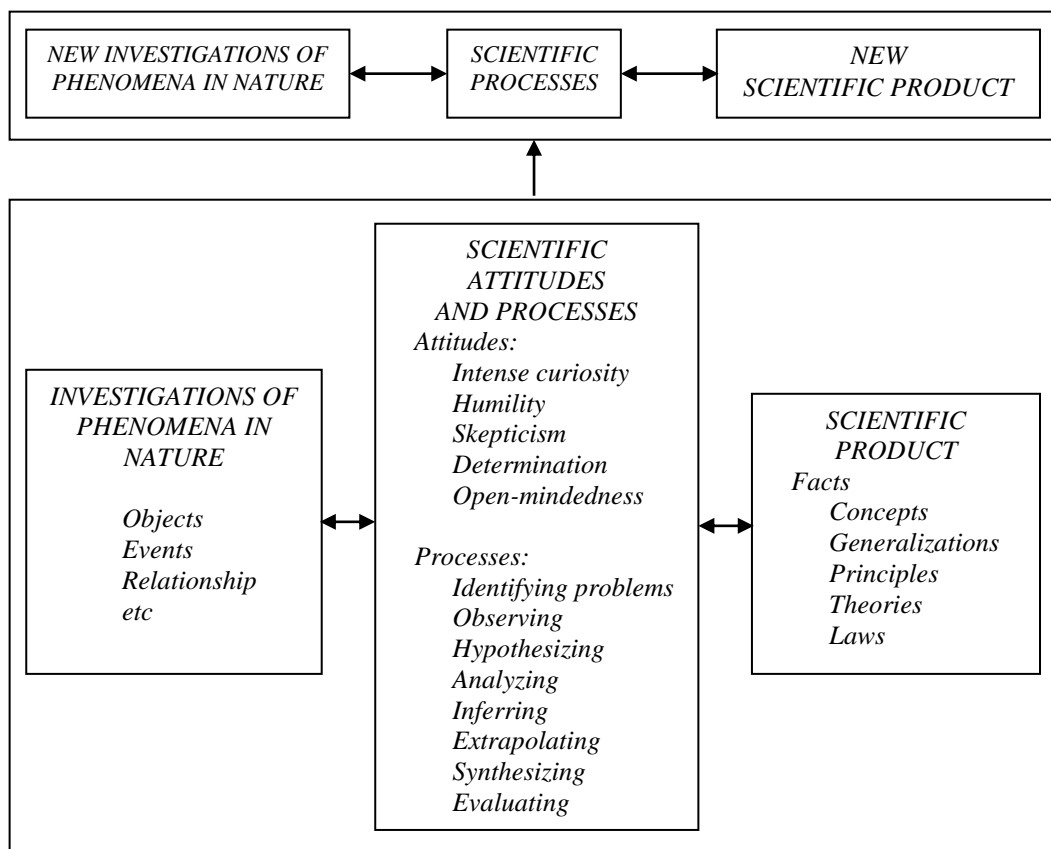 NEW INVESTIGATIONS OF
PHENOMENA IN NATURE
SCIENTIFIC
PROCESSES
NEW
SCIENTIFIC PRODUCT
INVESTIGATIONS OF
PHENOMENA IN
NATURE
Objects
Events
Relationship
etc
SCIENTIFIC
ATTITUDES
AND PROCESSES
Attitudes:
Intense curiosity
Humility
Skepticism
Determination
Open-mindedness
Processes:
Identifying problems
Observing
Hypothesizing
Analyzing
Inferring
Extrapolating
Synthesizing
Evaluating
SCIENTIFIC
PRODUCT
Facts
Concepts
Generalizations
Principles
Theories
Laws